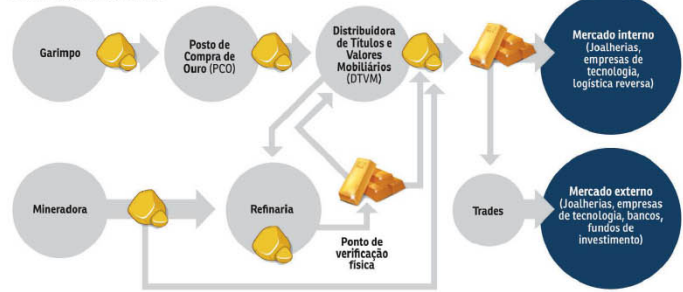 Garimpo
Posto de
Compra de
Ouro (PCO)
Distribuidora
de Títulos e
Valores
Mobiliários
(DTVM)
Mercado interno
(Joalherias,
empresas de
tecnologia,
logística reversa)
Mineradora
Refinaria
Ponto de
verificação
física
Trades
Mercado externo
(Joalherias, empresas
de tecnologia, bancos,
fundos de
investimento)